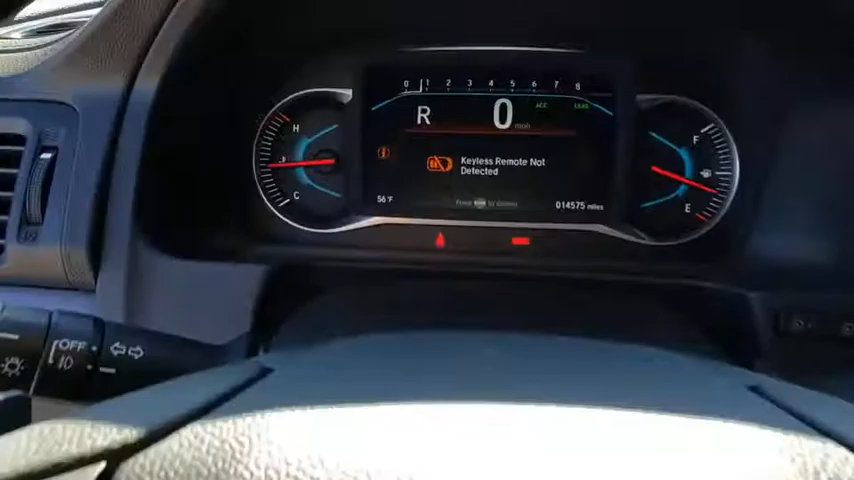 0 1 2 3 4 5 6 7 8
R 0 mph
ACC
LKAS
H
C
F
E
Keyless Remote Not
Detected
56°F
014575 miles
OFF